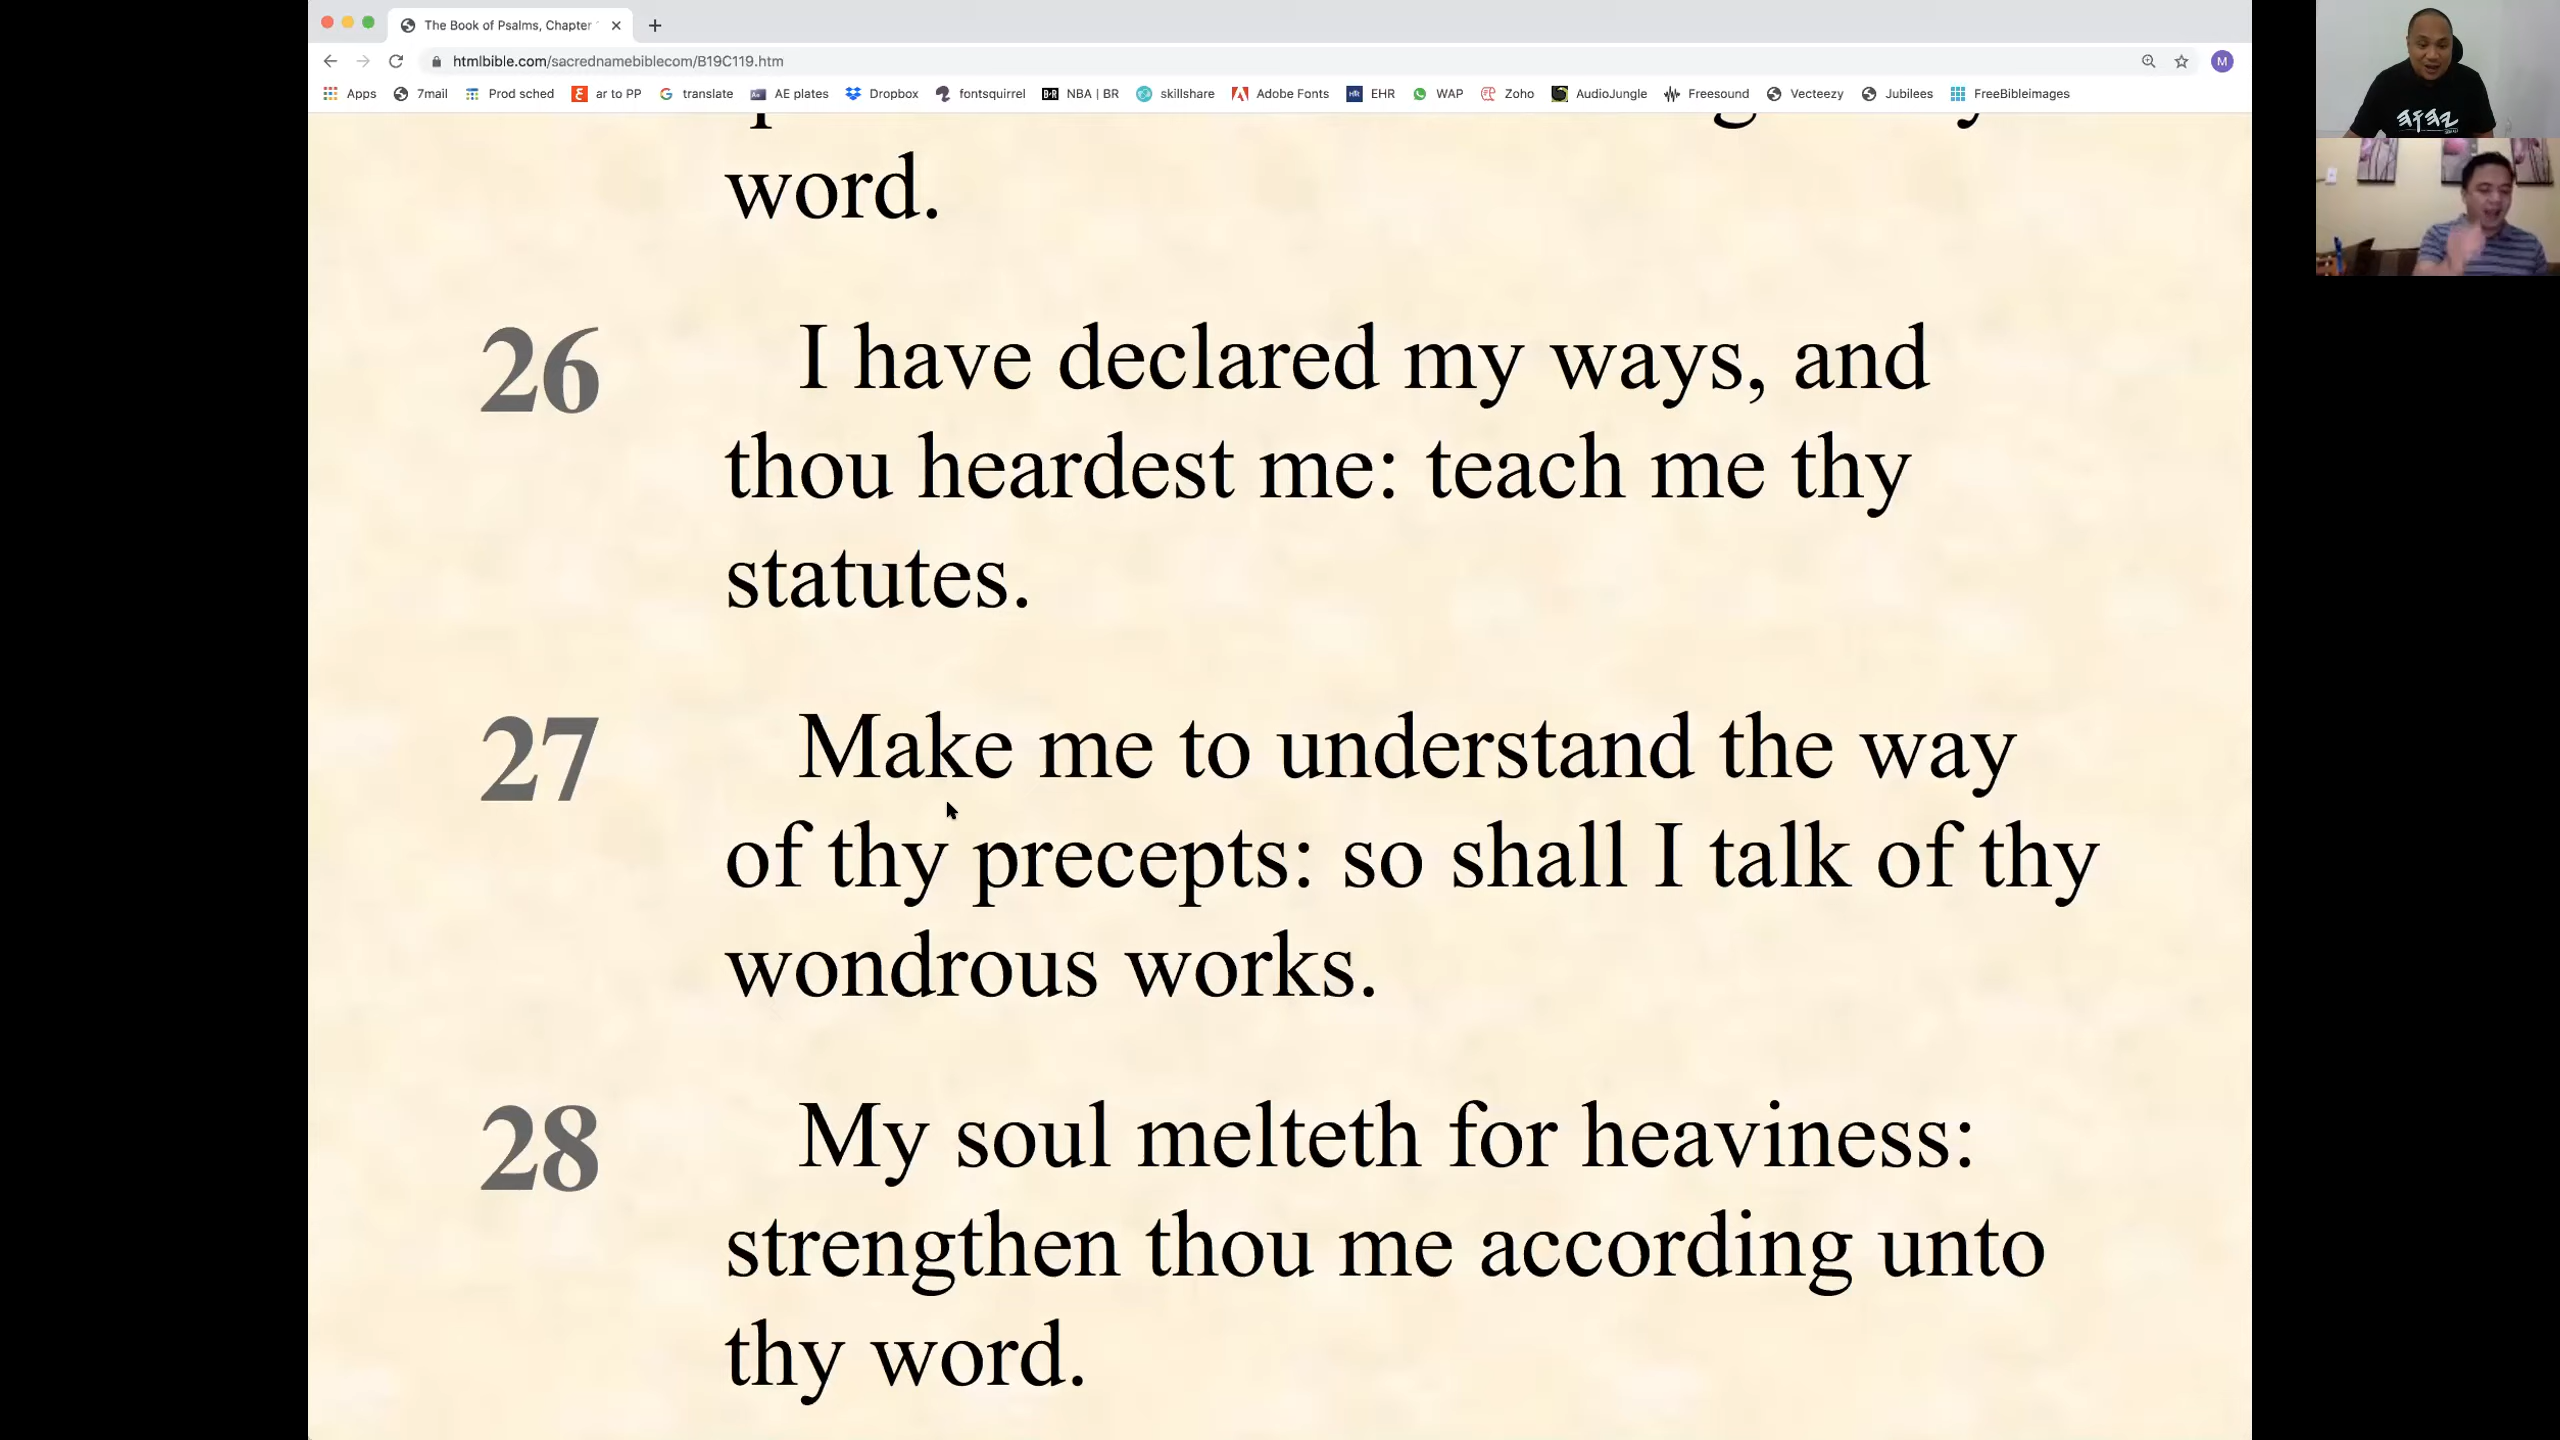 The Book of Psalms, Chapter
htmlbible.com/sacrednamebiblecom/B19C119.htm
M
Apps 7mail Prod sched ar to PP translate AE plates Dropbox fontsquirrel NBA | BR skillshare Adobe Fonts EHR WAP Zoho AudioJungle Freesound Vecteezy Jubilees FreeBibleimages
word.
26 I have declared my ways, and
thou heardest me: teach me thy
statutes.
27 Make me to understand the way
of thy precepts: so shall I talk of thy
wondrous works.
28 My soul melteth for heaviness:
strengthen thou me according unto
thy word.